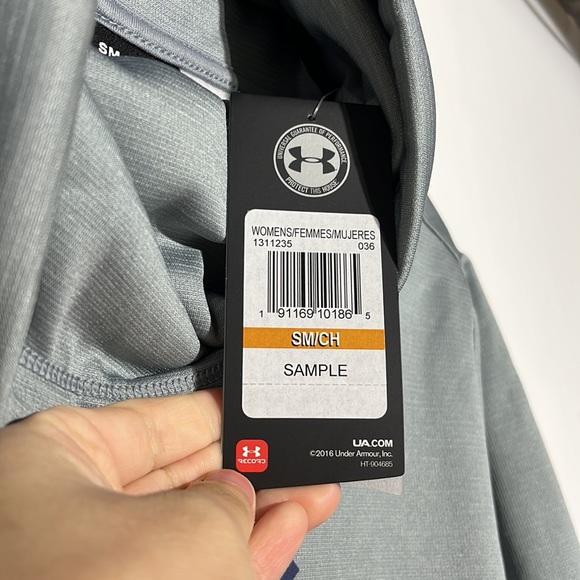 SM
UNIVERSAL GUARANTEE OF PERFORMANCE
PROTECT THIS HOUSE
WOMENS/FEMMES/MUJERES
1311235 036
1 91169 10186 5
SM/CH
SAMPLE
RECORD
UA.COM
©2016 Under Armour, Inc.
HT-904685